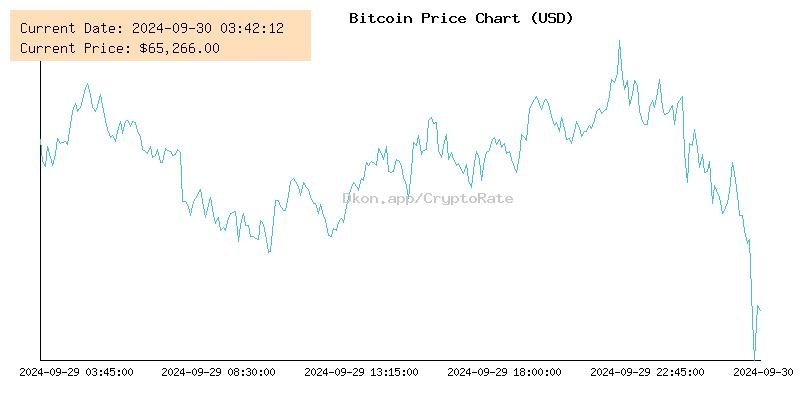 Bitcoin Price Chart (USD)
Current Date: 2024-09-30 03:42:12
Current Price: $65,266.00
Dkon.app/CryptoRate
2024-09-29 03:45:00 2024-09-29 08:30:00 2024-09-29 13:15:00 2024-09-29 18:00:00 2024-09-29 22:45:00 2024-09-30